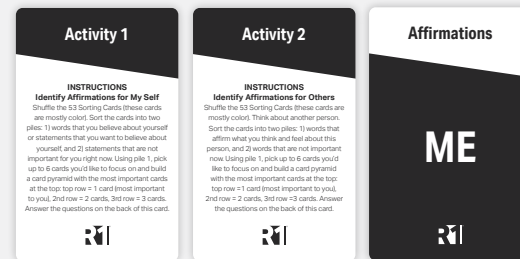 Activity 1
INSTRUCTIONS
Identify Affirmations for My Self
Shuffle the 53 Sorting Cards (these cards
are mostly color). Sort the cards into two
piles: 1) words that you believe about yourself
or statements that you want to believe about
yourself, and 2) statements that are not
important for you right now. Using pile 1, pick
up to 6 cards you'd like to focus on and build
a card pyramid with the most important cards
at the top: top row = 1 card (most important
to you), 2nd row = 2 cards, 3rd row = 3 cards.
Answer the questions on the back of this card.
R1
Activity 2
INSTRUCTIONS
Identify Affirmations for Others
Shuffle the 53 Sorting Cards (these cards are
mostly color). Think about another person.
Sort the cards into two piles: 1) words that
affirm what you think and feel about this
person, and 2) words that are not important
now. Using pile 1, pick up to 6 cards you'd
like to focus on and build a card pyramid
with the most important cards at the top:
top row =1 card (most important to you),
2nd row = 2 cards, 3rd row =3 cards. Answer
the questions on the back of this card.
R1
Affirmations
ME
R1